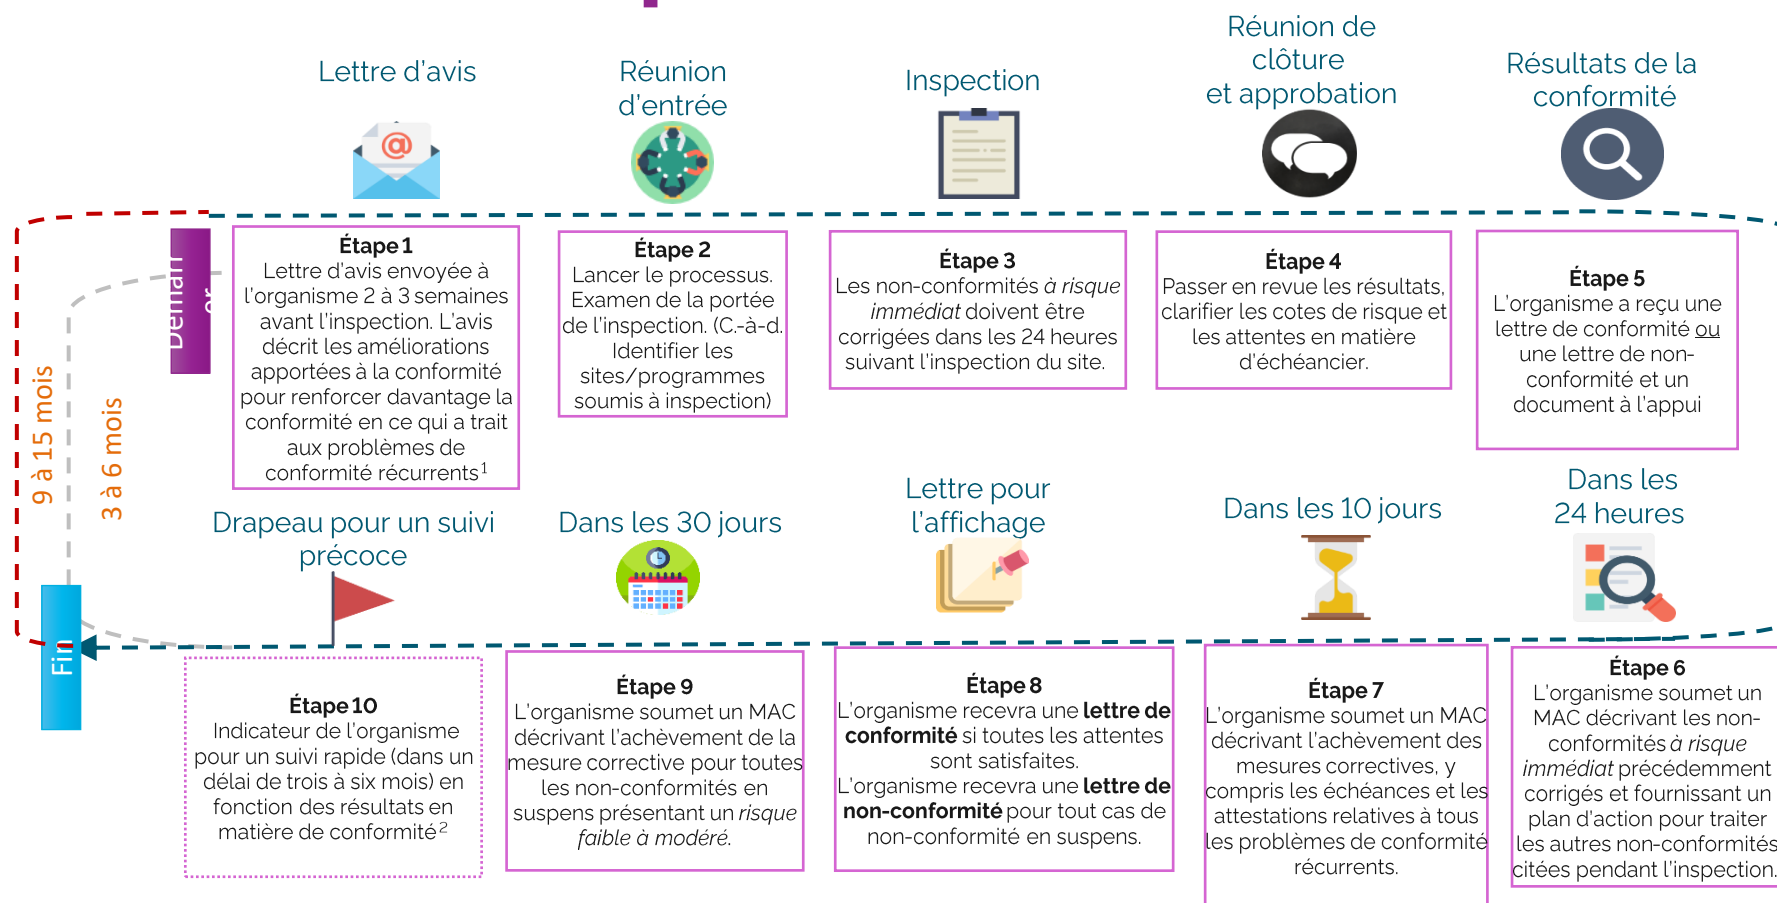 Lettre d’avis
Réunion
d’entrée
Inspection
Réunion de
clôture
et approbation
Résultats de la
conformité
Démarr
er
Étape 1
Lettre d’avis envoyée à
l’organisme 2 à 3 semaines
avant l’inspection. L’avis
décrit les améliorations
apportées à la conformité
pour renforcer davantage la
conformité en ce qui a trait
aux problèmes de
conformité récurrents¹
Étape 2
Lancer le processus.
Examen de la portée
de l’inspection. (C.-à-d.
Identifier les
sites/programmes
soumis à inspection)
Étape 3
Les non-conformités à risque
immédiat doivent être
corrigées dans les 24 heures
suivant l’inspection du site.
Étape 4
Passer en revue les résultats,
clarifier les cotes de risque et
les attentes en matière
d’échéancier.
Étape 5
L’organisme a reçu une
lettre de conformité ou
une lettre de non-
conformité et un
document à l’appui
9 à 15 mois
3 à 6 mois
Drapeau pour un suivi
précoce
Dans les 30 jours
Lettre pour
l’affichage
Dans les 10 jours
Dans les
24 heures
Fin
Étape 10
Indicateur de l’organisme
pour un suivi rapide (dans un
délai de trois à six mois) en
fonction des résultats en
matière de conformité²
Étape 9
L’organisme soumet un MAC
décrivant l’achèvement de la
mesure corrective pour toutes
les non-conformités en
suspens présentant un risque
faible à modéré.
Étape 8
L’organisme recevra une lettre de
conformité si toutes les attentes
sont satisfaites.
L’organisme recevra une lettre de
non-conformité pour tout cas de
non-conformité en suspens.
Étape 7
L’organisme soumet un MAC
décrivant l’achèvement des
mesures correctives, y
compris les échéances et les
attestations relatives à tous
les problèmes de conformité
récurrents.
Étape 6
L’organisme soumet un
MAC décrivant les non-
conformités à risque
immédiat précédemment
corrigés et fournissant un
plan d’action pour traiter
les autres non-conformités
citées pendant l’inspection.